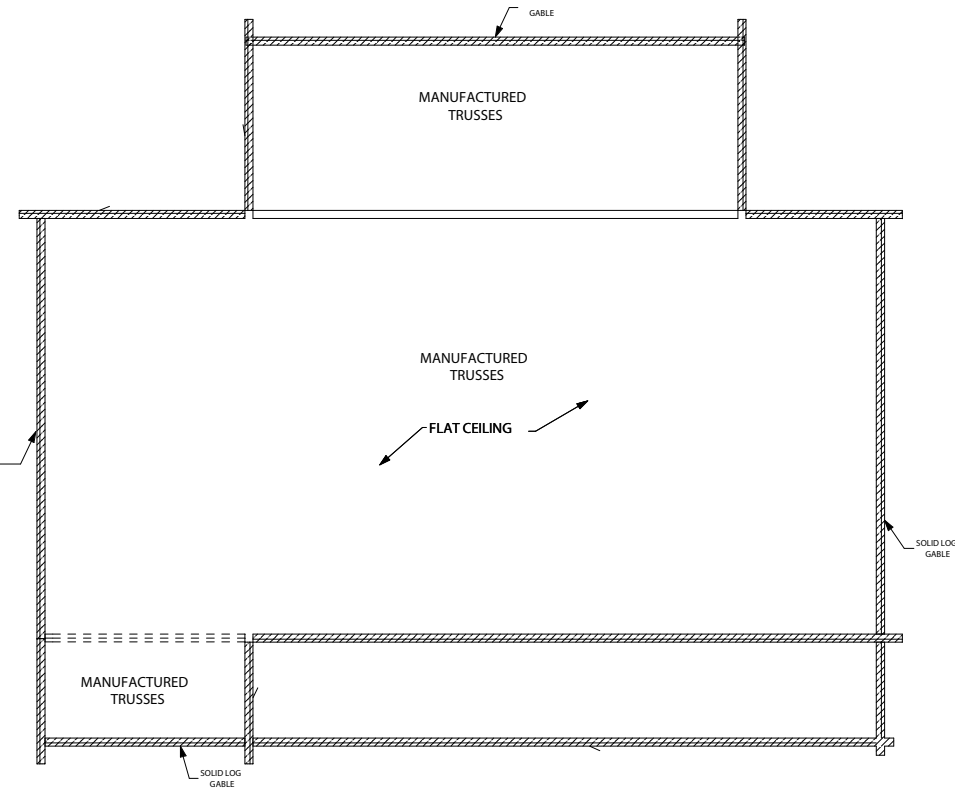 GABLE
MANUFACTURED
TRUSSES
MANUFACTURED
TRUSSES
FLAT CEILING
SOLID LOG
GABLE
MANUFACTURED
TRUSSES
SOLID LOG
GABLE